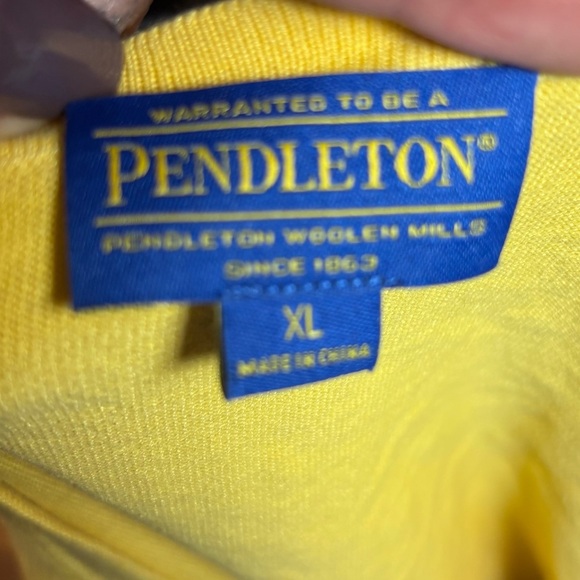 WARRANTED TO BE A
PENDLETON®
PENDLETON WOOLEN MILLS
SINCE 1863
XL
MADE IN CHINA